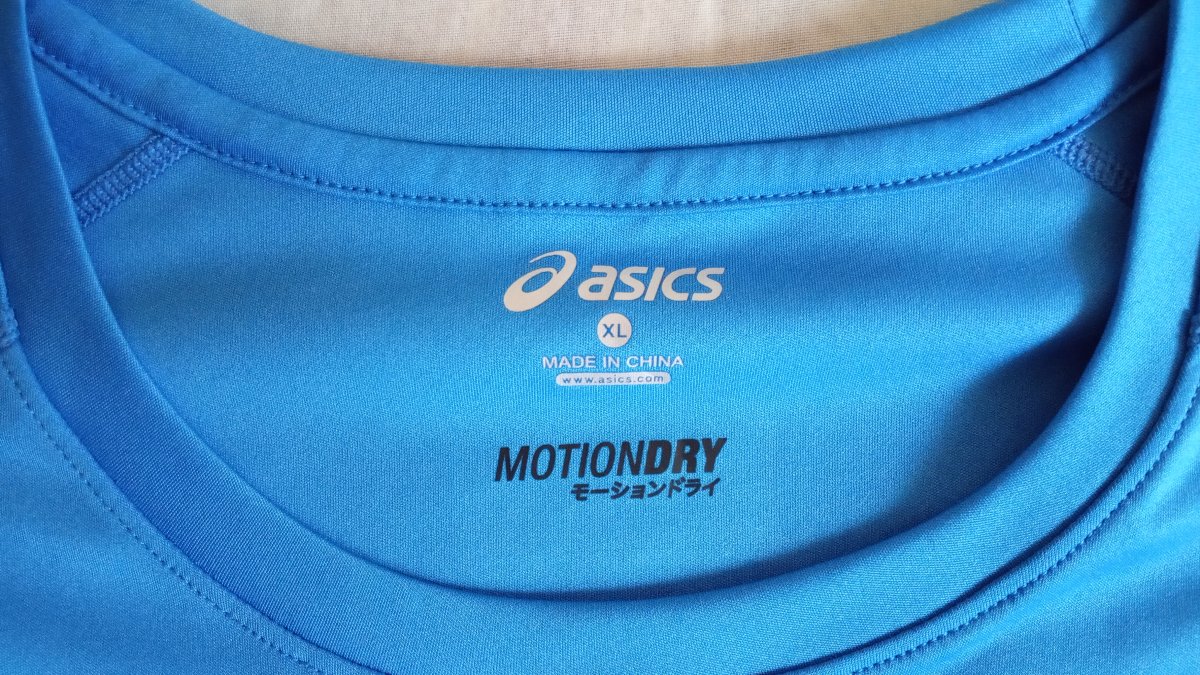 asics
XL
MADE IN CHINA
www.asics.com
MOTIONDRY
モーションドライ